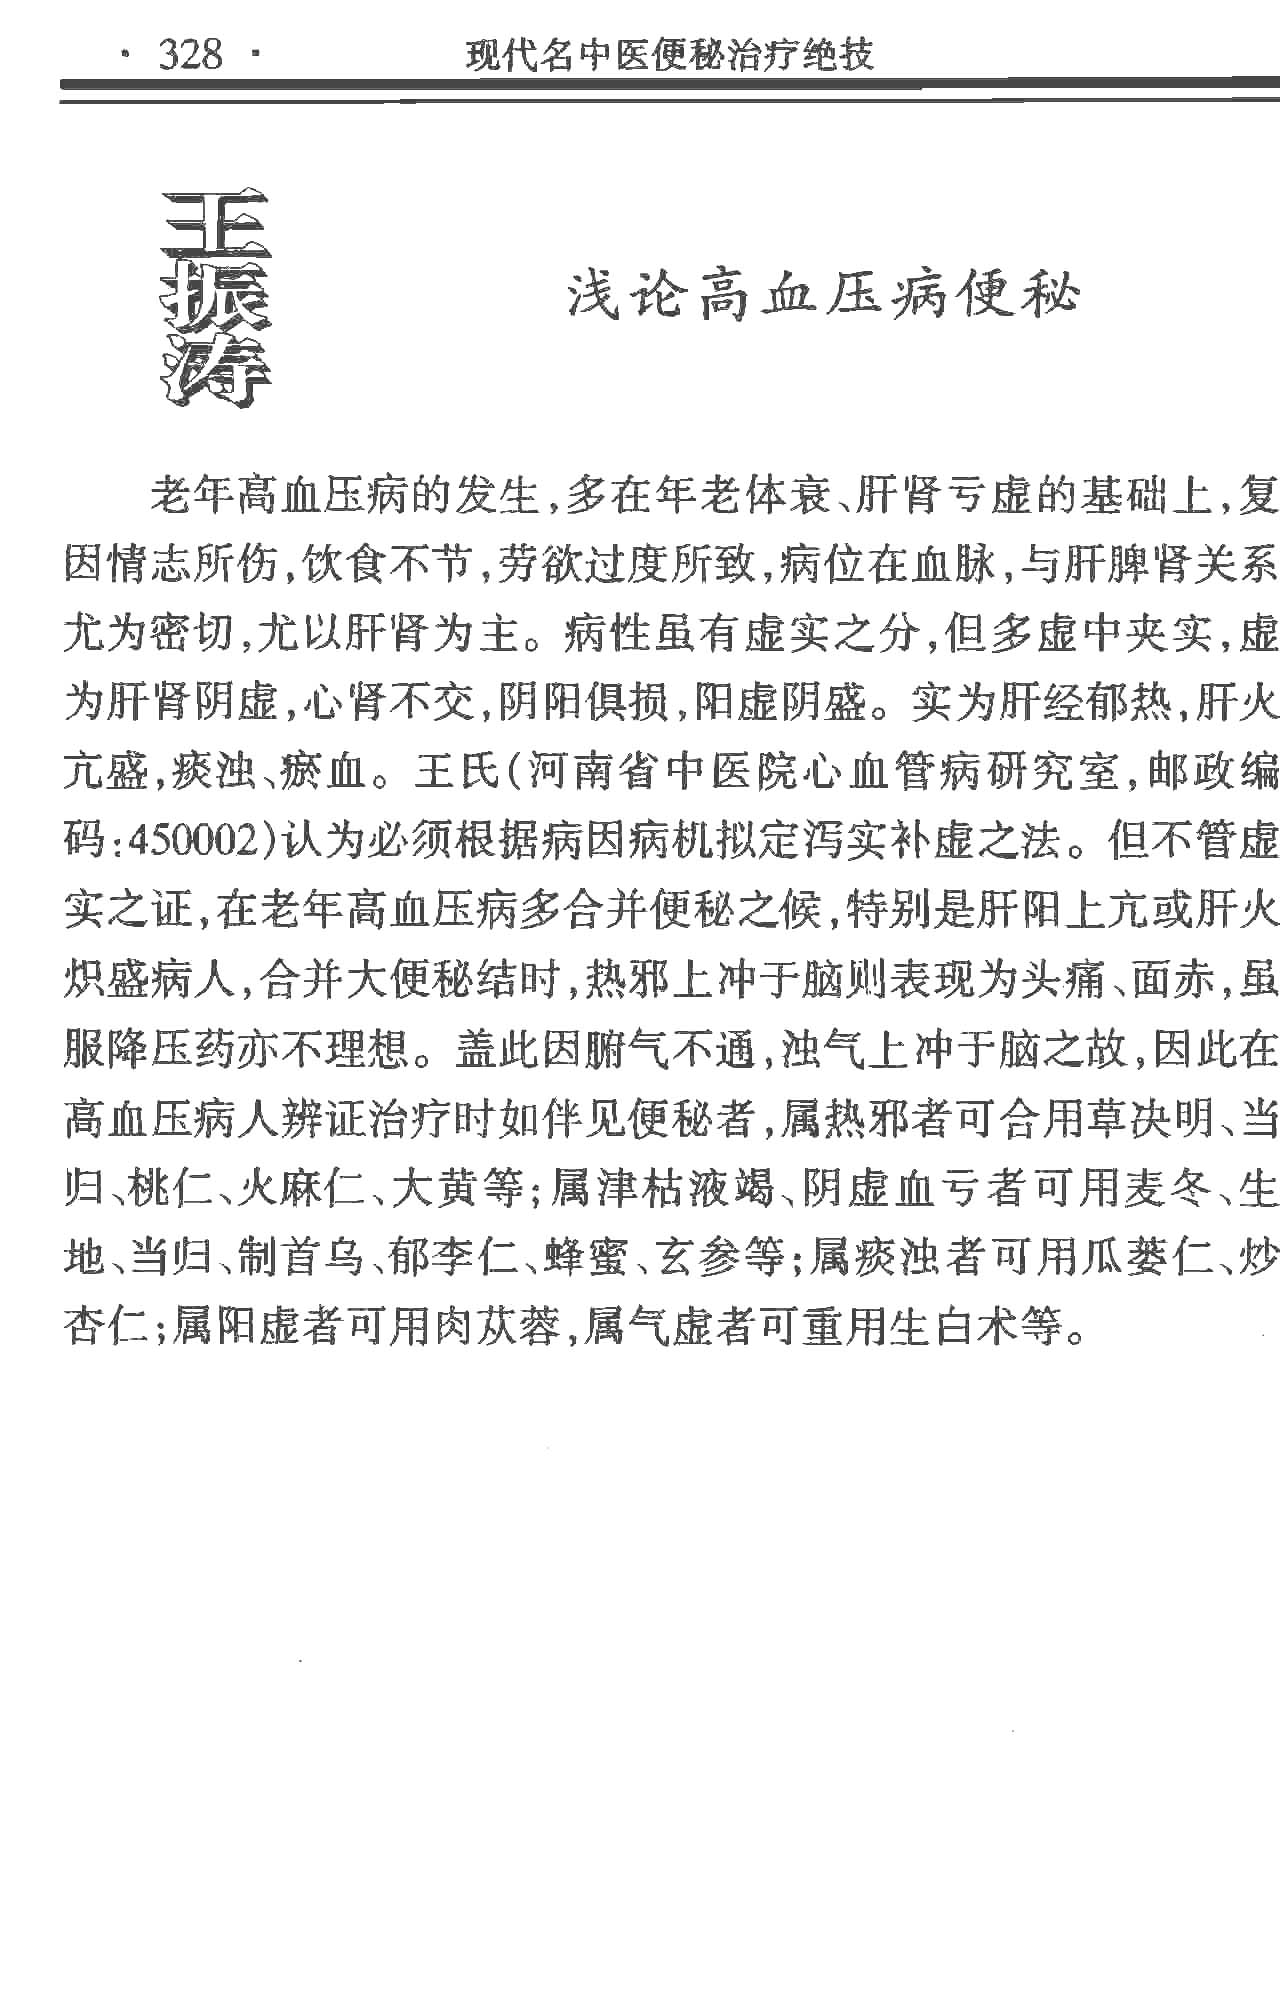 · 328 ·
现代名中医便秘治疗绝技
王振涛
浅论高血压病便秘
老年高血压病的发生,多在年老体衰、肝肾亏虚的基础上,复
因情志所伤,饮食不节,劳欲过度所致,病位在血脉,与肝脾肾关系
尤为密切,尤以肝肾为主。病性虽有虚实之分,但多虚中夹实,虚
为肝肾阴虚,心肾不交,阴阳俱损,阳虚阴盛。实为肝经郁热,肝火
亢盛,痰浊、瘀血。王氏(河南省中医院心血管病研究室,邮政编
码:450002)认为必须根据病因病机拟定泻实补虚之法。但不管虚
实之证,在老年高血压病多合并便秘之候,特别是肝阳上亢或肝火
炽盛病人,合并大便秘结时,热邪上冲于脑则表现为头痛、面赤,虽
服降压药亦不理想。盖此因腑气不通,浊气上冲于脑之故,因此在
高血压病人辨证治疗时如伴见便秘者,属热邪者可合用草决明、当
归、桃仁、火麻仁、大黄等;属津枯液竭、阴虚血亏者可用麦冬、生
地、当归、制首乌、郁李仁、蜂蜜、玄参等;属痰浊者可用瓜蒌仁、炒
杏仁;属阳虚者可用肉苁蓉,属气虚者可重用生白术等。